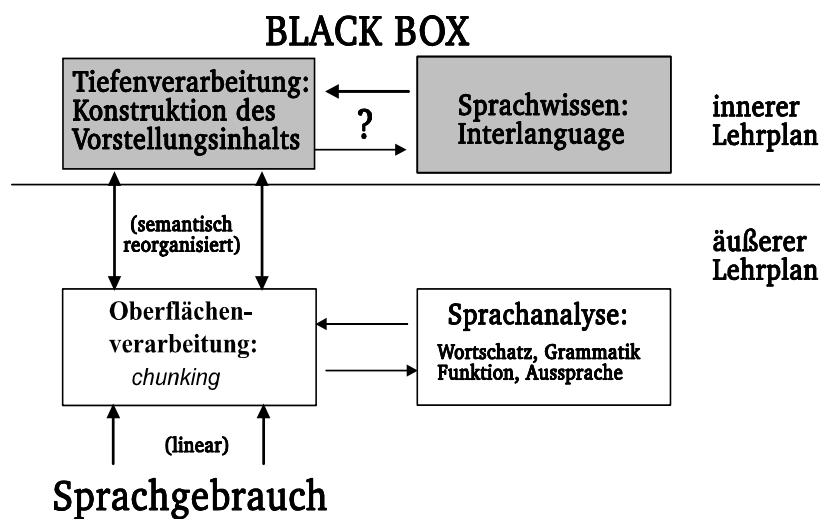 BLACK BOX
Tiefenverarbeitung:
Konstruktion des
Vorstellungsinhalts
?
Sprachwissen:
Interlanguage
innerer
Lehrplan
(semantisch
reorganisiert)
äußerer
Lehrplan
Oberflächen-
verarbeitung:
chunking
Sprachanalyse:
Wortschatz, Grammatik
Funktion, Aussprache
(linear)
Sprachgebrauch